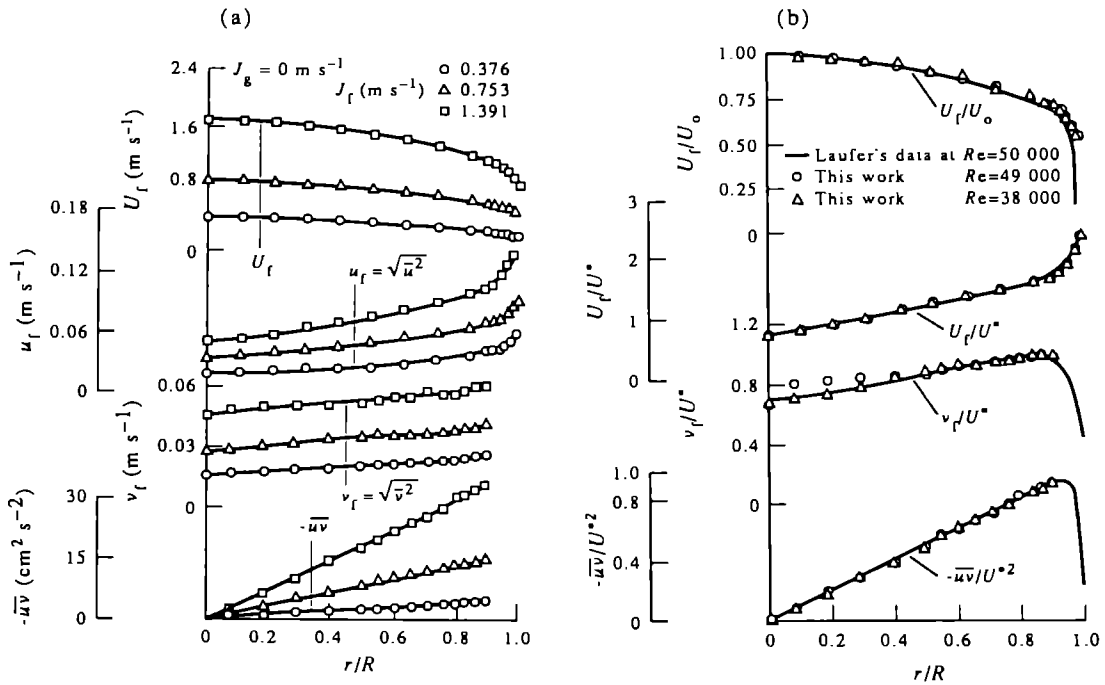 (a)
2.4
1.6
0.8
0
U_f (m s⁻¹)
J_g = 0 m s⁻¹
J_f (m s⁻¹)
○ 0.376
△ 0.753
□ 1.391
U_f
0.18
0.12
0.06
0
u_f (m s⁻¹)
u_f = √u̅²
0.06
0.03
0
v_f (m s⁻¹)
v_f = √v̅²
30
15
0
-u̅v̅ (cm² s⁻²)
-u̅v̅
0 0.2 0.4 0.6 0.8 1.0
r/R
(b)
1.00
0.75
0.50
0.25
0
U_f/U_o
U_f/U_o
Laufer's data at Re=50 000
○ This work Re=49 000
△ This work Re=38 000
3
2
1
0
U_f/U*
U_f/U*
1.2
0.8
0.4
0
v_f/U*
v_f/U*
1.0
0.8
0.4
0
-u̅v̅/U*²
-u̅v̅/U*²
0 0.2 0.4 0.6 0.8 1.0
r/R